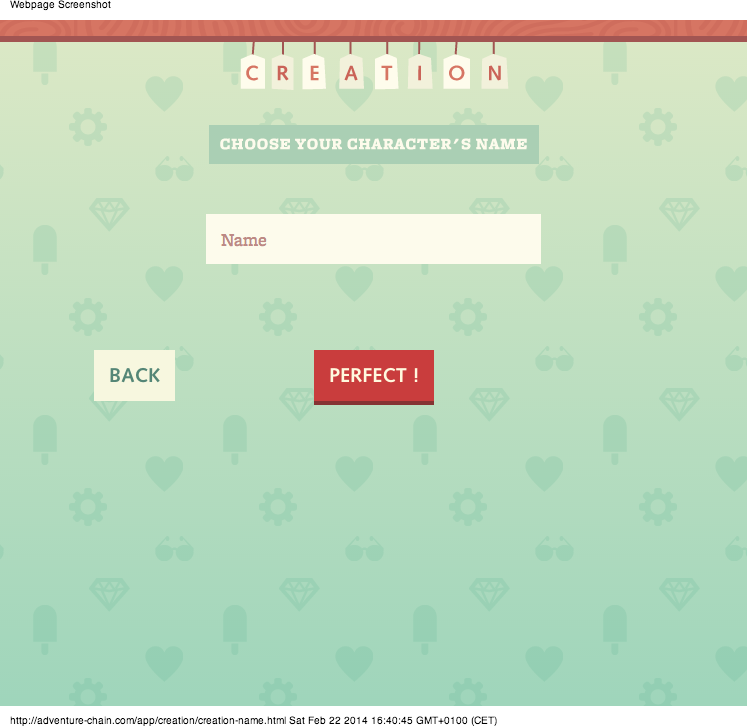 Webpage Screenshot
CREATION
CHOOSE YOUR CHARACTER'S NAME
Name
BACK
PERFECT !
http://adventure-chain.com/app/creation/creation-name.html Sat Feb 22 2014 16:40:45 GMT+0100 (CET)